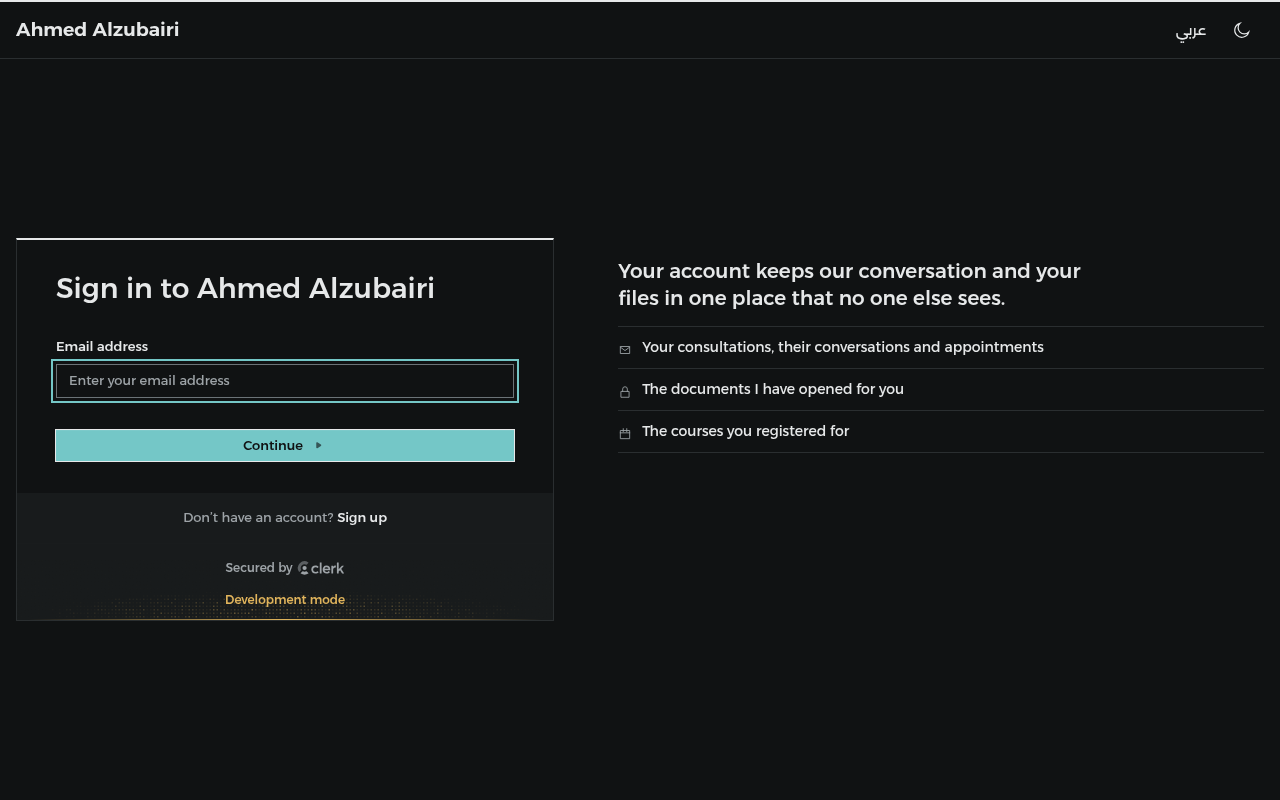 Ahmed Alzubairi
عربي
Sign in to Ahmed Alzubairi
Email address
Enter your email address
Continue
Don't have an account? Sign up
Secured by clerk
Development mode
Your account keeps our conversation and your
files in one place that no one else sees.
Your consultations, their conversations and appointments
The documents I have opened for you
The courses you registered for